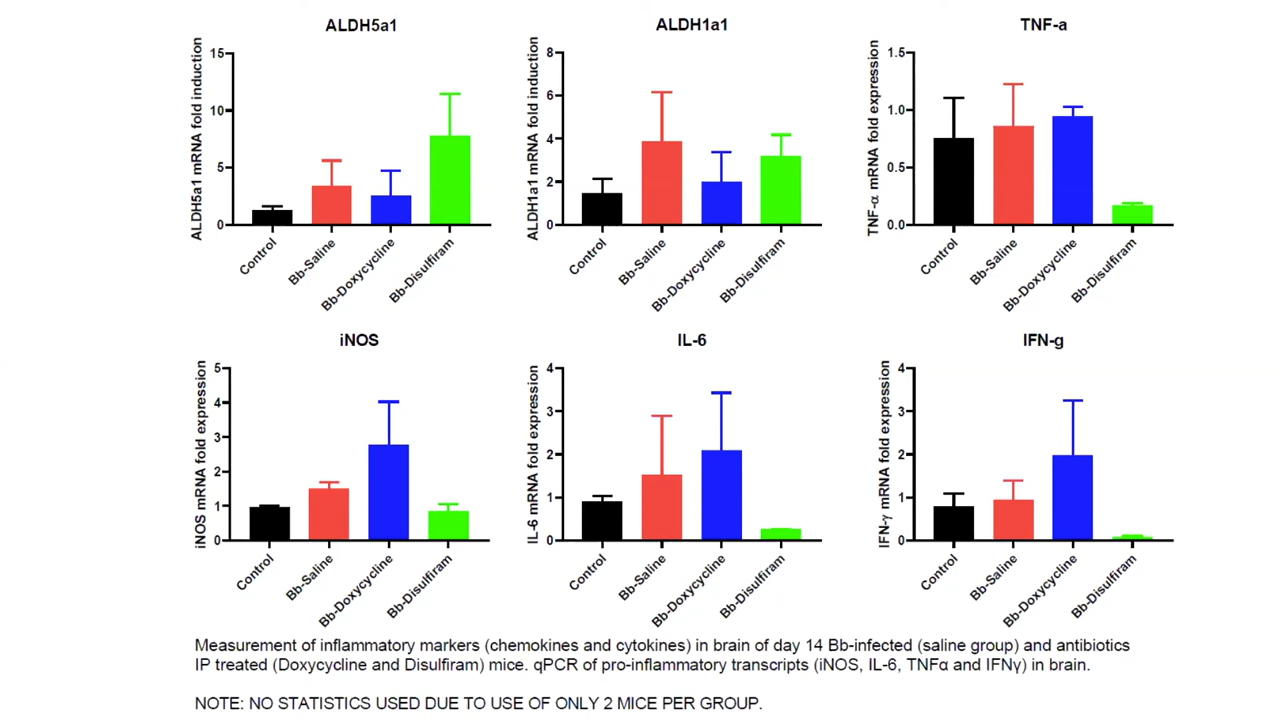 ALDH5a1
ALDH5a1 mRNA fold induction
15
10
5
0
Control
Bb-Saline
Bb-Doxycycline
Bb-Disulfiram
ALDH1a1
ALDH1a1 mRNA fold induction
8
6
4
2
0
Control
Bb-Saline
Bb-Doxycycline
Bb-Disulfiram
TNF-a
TNF-α mRNA fold expression
1.5
1.0
0.5
0.0
Control
Bb-Saline
Bb-Doxycycline
Bb-Disulfiram
iNOS
iNOS mRNA fold expression
5
4
3
2
1
0
Control
Bb-Saline
Bb-Doxycycline
Bb-Disulfiram
IL-6
IL-6 mRNA fold expression
4
3
2
1
0
Control
Bb-Saline
Bb-Doxycycline
Bb-Disulfiram
IFN-g
IFN-γ mRNA fold expression
4
3
2
1
0
Control
Bb-Saline
Bb-Doxycycline
Bb-Disulfiram
Measurement of inflammatory markers (chemokines and cytokines) in brain of day 14 Bb-infected (saline group) and antibiotics
IP treated (Doxycycline and Disulfiram) mice. qPCR of pro-inflammatory transcripts (iNOS, IL-6, TNFα and IFNγ) in brain.
NOTE: NO STATISTICS USED DUE TO USE OF ONLY 2 MICE PER GROUP.